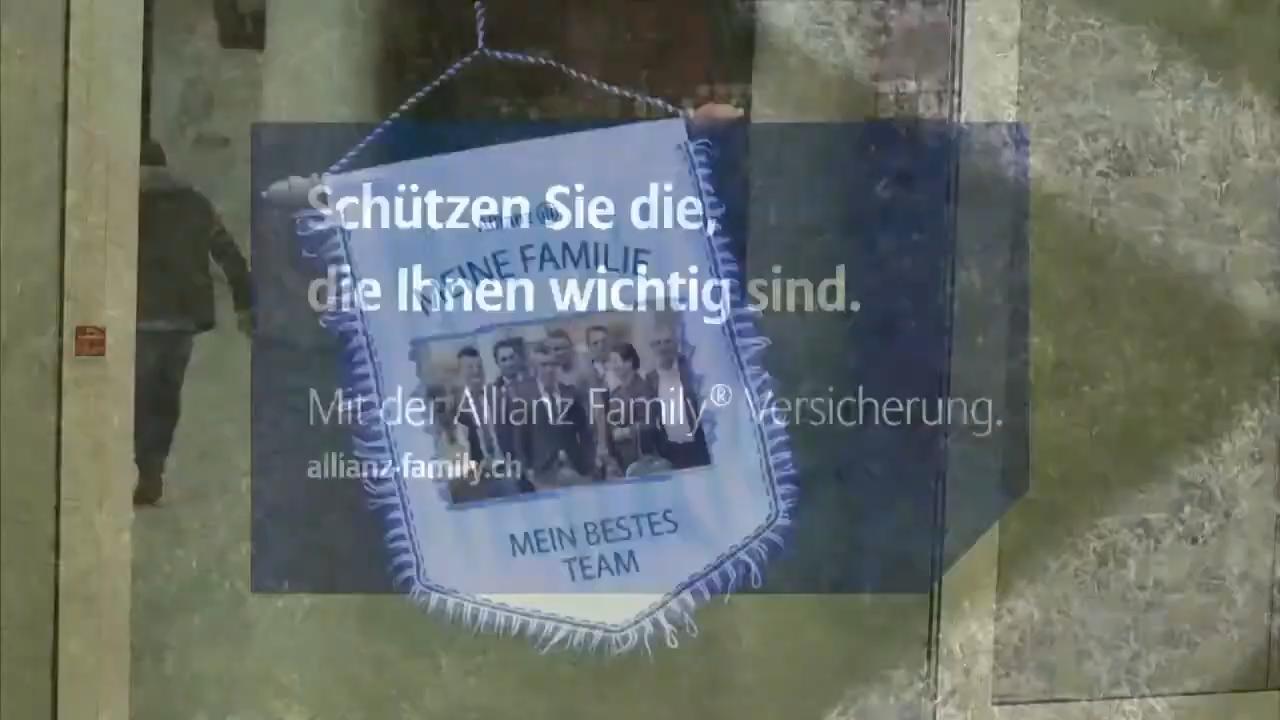 Schützen Sie die,
die Ihnen wichtig sind.
Mit der Allianz Family® Versicherung.
allianz-family.ch
Allianz
MEINE FAMILIE
MEIN BESTES
TEAM